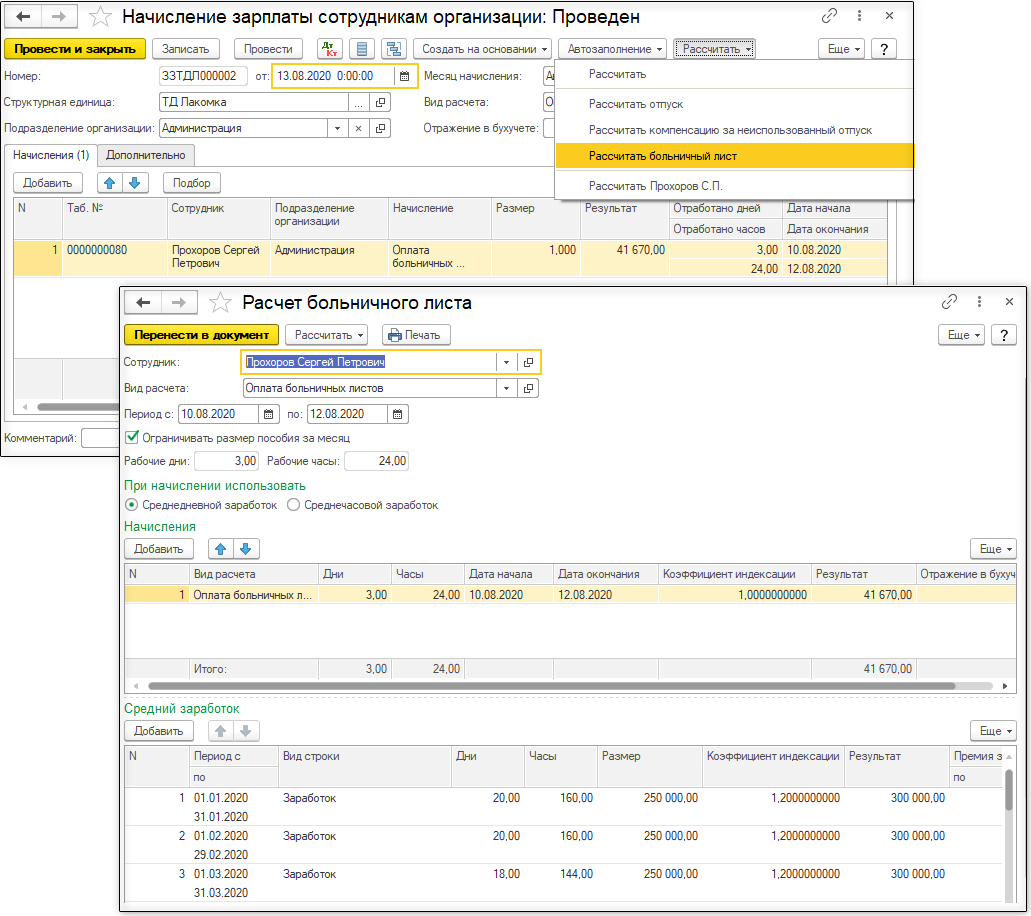 Начисление зарплаты сотрудникам организации: Проведен
Провести и закрыть Записать Провести Дт Кт Создать на основании Автозаполнение Рассчитать Еще ?
Номер: ЗЗТДЛ000002 от: 13.08.2020 0:00:00 Месяц начисления:
Рассчитать
Структурная единица: ТД Лакомка ... Вид расчета:
Рассчитать отпуск
Подразделение организации: Администрация Отражение в бухучете:
Рассчитать компенсацию за неиспользованный отпуск
Начисления (1) Дополнительно
Рассчитать больничный лист
Добавить Подбор
Рассчитать Прохоров С.П.
N Таб. № Сотрудник Подразделение организации Начисление Размер Результат Отработано дней Дата начала
Отработано часов Дата окончания
1 0000000080 Прохоров Сергей Петрович Администрация Оплата больничных ... 1,000 41 670,00 3,00 10.08.2020
24,00 12.08.2020
Комментарий:
Расчет больничного листа
Перенести в документ Рассчитать Печать Еще ?
Сотрудник: Прохоров Сергей Петрович
Вид расчета: Оплата больничных листов
Период с: 10.08.2020 по: 12.08.2020
Ограничивать размер пособия за месяц
Рабочие дни: 3,00 Рабочие часы: 24,00
При начислении использовать
Среднедневной заработок Среднечасовой заработок
Начисления
Добавить Еще
N Вид расчета Дни Часы Дата начала Дата окончания Коэффициент индексации Результат Отражение в бухуч
1 Оплата больничных л... 3,00 24,00 10.08.2020 12.08.2020 1,0000000000 41 670,00
Итого: 3,00 24,00 41 670,00
Средний заработок
Добавить Еще
N Период с Вид строки Дни Часы Размер Коэффициент индексации Результат Премия з
по по
1 01.01.2020 Заработок 20,00 160,00 250 000,00 1,2000000000 300 000,00
31.01.2020
2 01.02.2020 Заработок 20,00 160,00 250 000,00 1,2000000000 300 000,00
29.02.2020
3 01.03.2020 Заработок 18,00 144,00 250 000,00 1,2000000000 300 000,00
31.03.2020